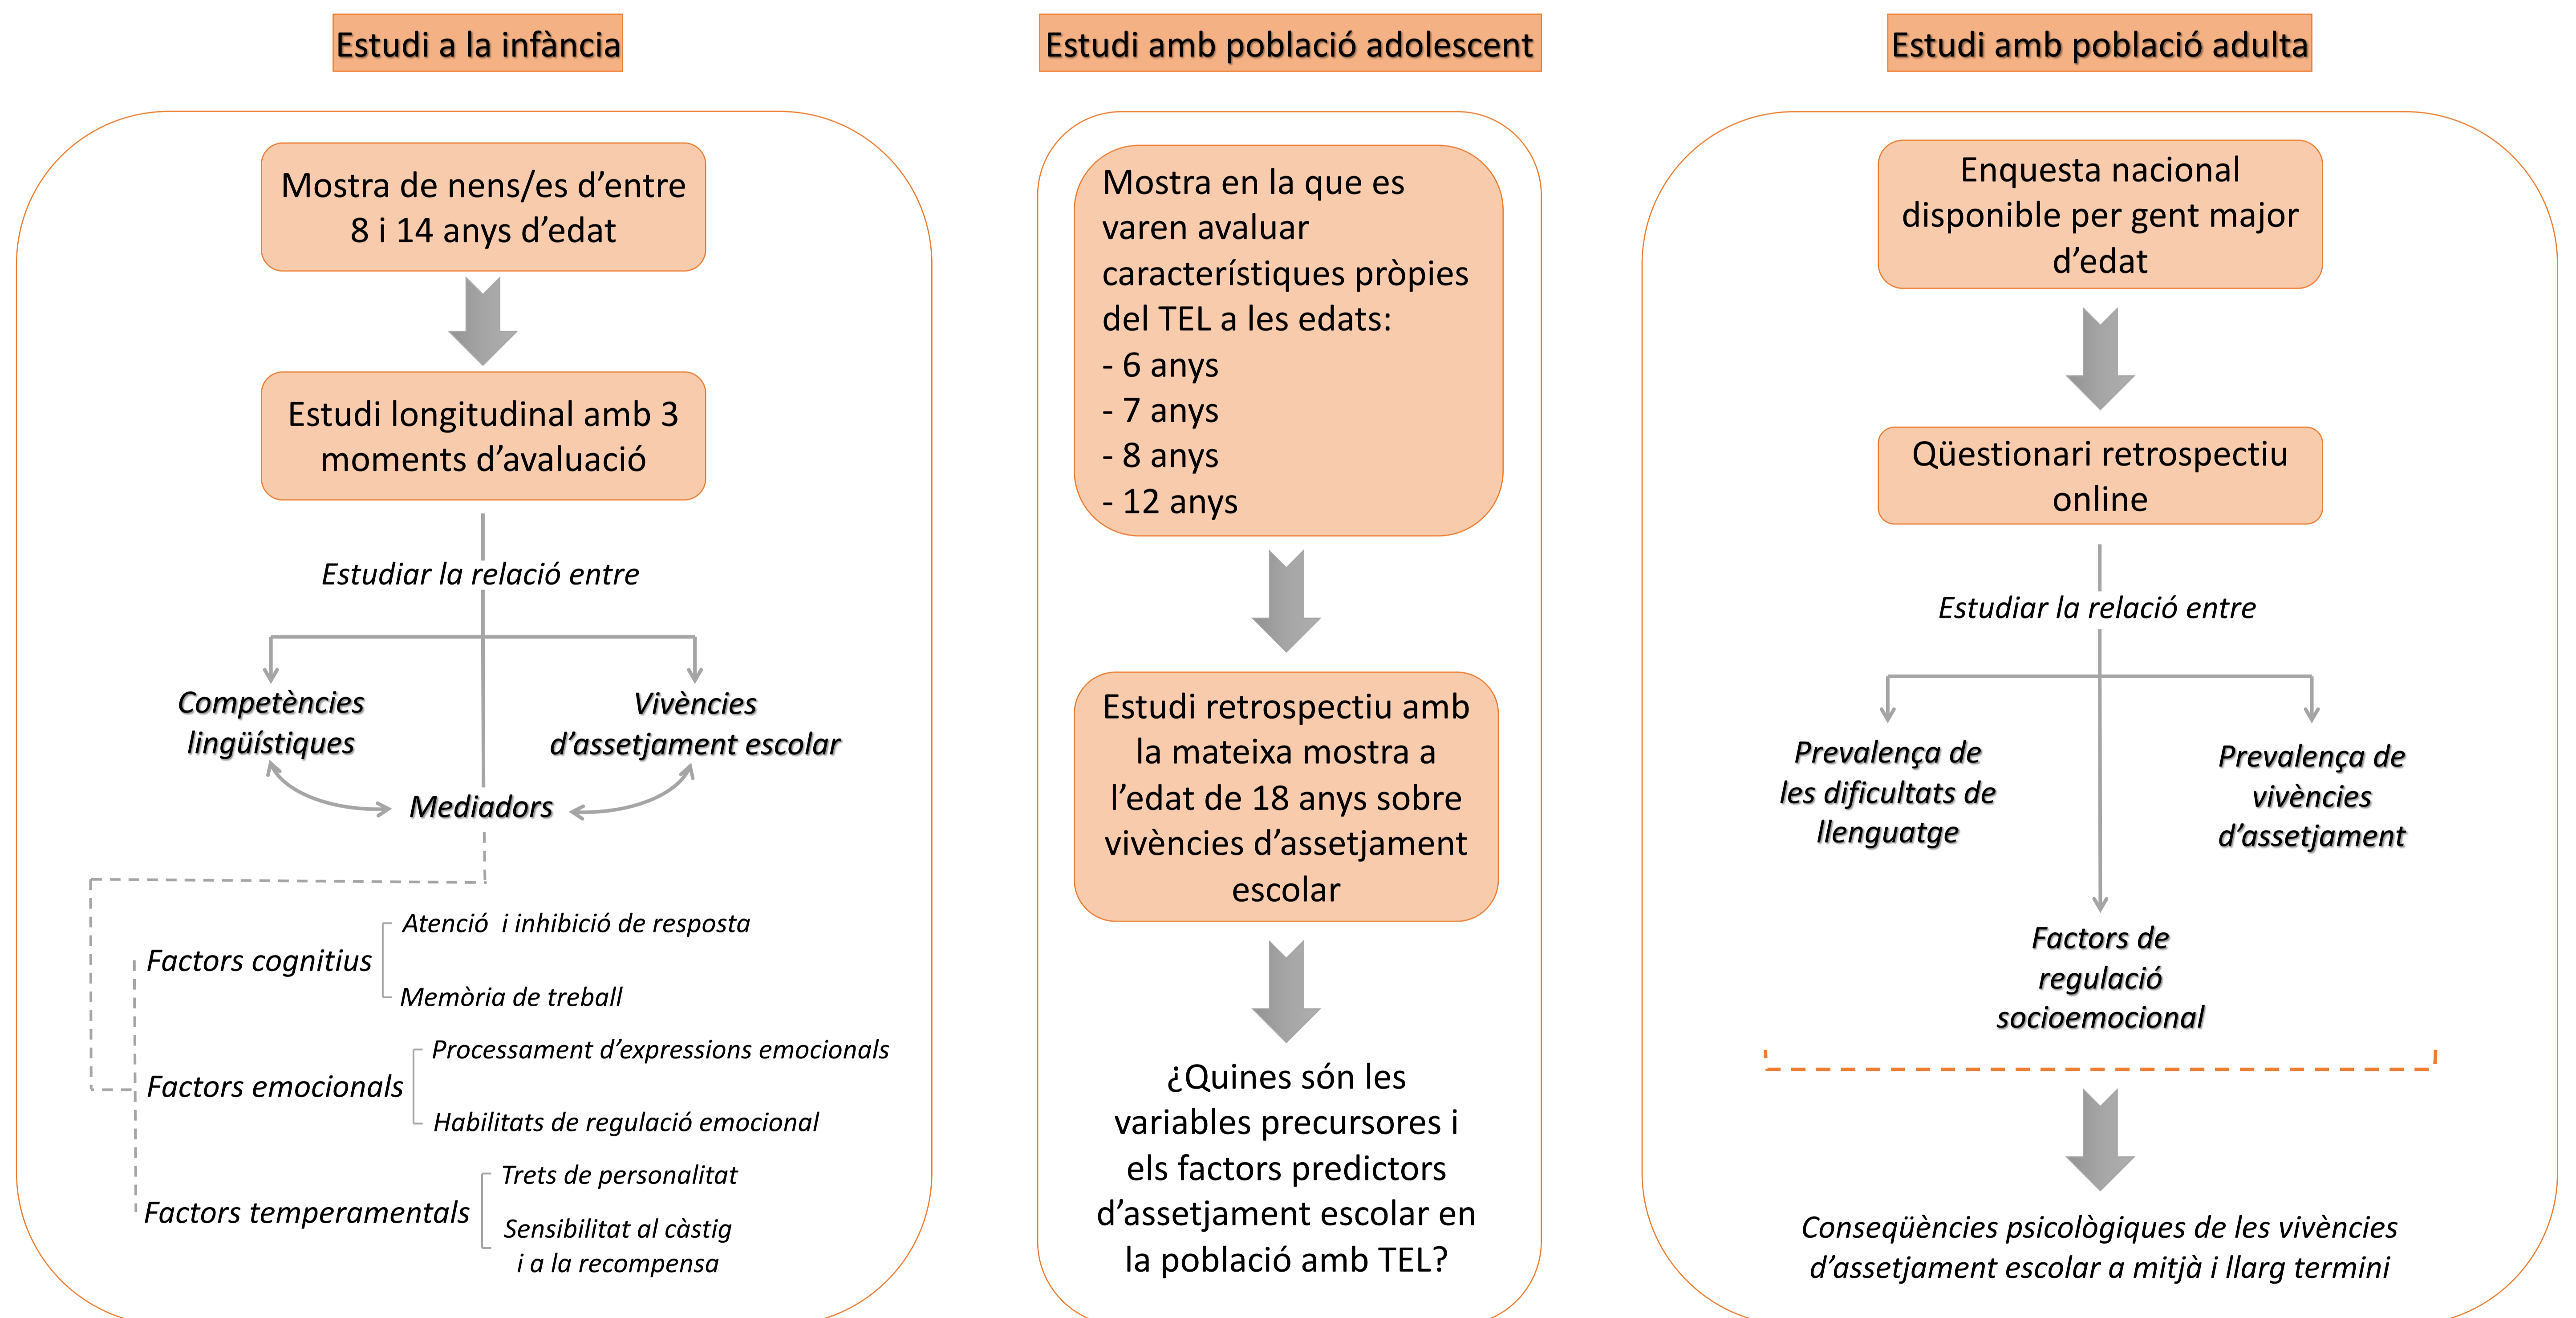 Estudi a la infància
Mostra de nens/es d’entre
8 i 14 anys d’edat
Estudi longitudinal amb 3
moments d’avaluació
Estudiar la relació entre
Competències
lingüístiques
Vivències
d’assetjament escolar
Mediadors
Factors cognitius
Atenció  i inhibició de resposta
Memòria de treball
Factors emocionals
Processament d’expressions emocionals
Habilitats de regulació emocional
Factors temperamentals
Trets de personalitat
Sensibilitat al càstig
i a la recompensa
Estudi amb població adolescent
Mostra en la que es
varen avaluar
característiques pròpies
del TEL a les edats:
- 6 anys
- 7 anys
- 8 anys
- 12 anys
Estudi retrospectiu amb
la mateixa mostra a
l’edat de 18 anys sobre
vivències d’assetjament
escolar
¿Quines són les
variables precursores i
els factors predictors
d’assetjament escolar en
la població amb TEL?
Estudi amb població adulta
Enquesta nacional
disponible per gent major
d’edat
Qüestionari retrospectiu
online
Estudiar la relació entre
Prevalença de
les dificultats de
llenguatge
Prevalença de
vivències
d’assetjament
Factors de
regulació
socioemocional
Conseqüències psicològiques de les vivències
d’assetjament escolar a mitjà i llarg termini